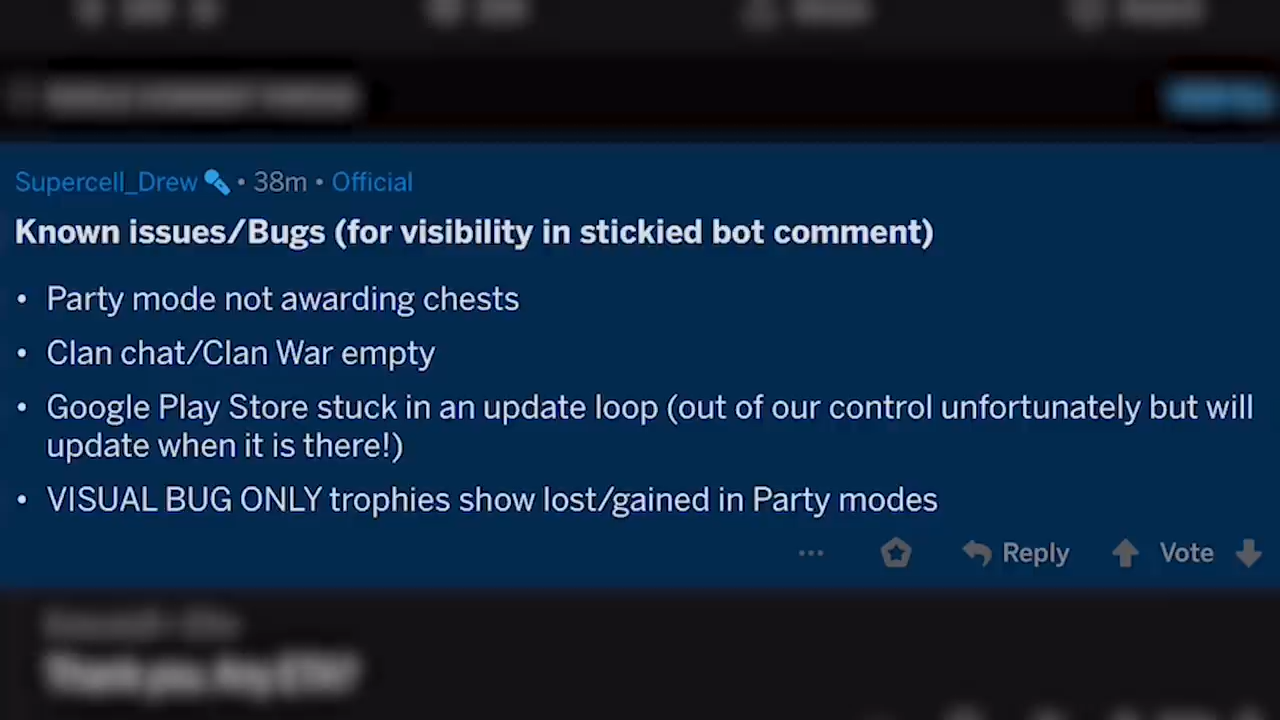 Supercell_Drew • 38m • Official
Known issues/Bugs (for visibility in stickied bot comment)
• Party mode not awarding chests
• Clan chat/Clan War empty
• Google Play Store stuck in an update loop (out of our control unfortunately but will
update when it is there!)
• VISUAL BUG ONLY trophies show lost/gained in Party modes
... Reply Vote